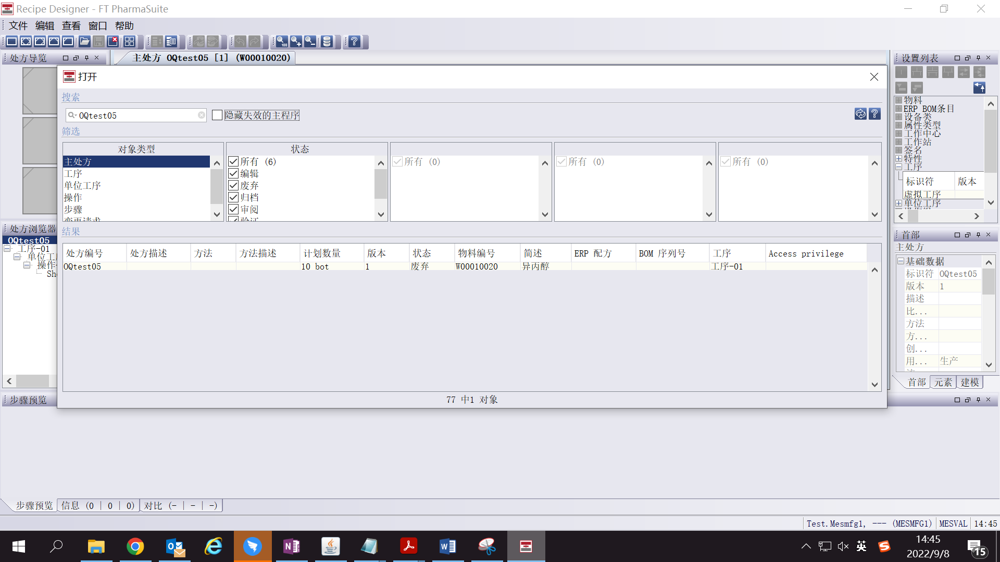 Recipe Designer - FT PharmaSuite
文件 编辑 查看 窗口 帮助
处方导览
主处方 OQtest05 [1] (W00010020)
设置列表
打开
搜索
OQtest05
隐藏失效的主程序
筛选
对象类型
主处方
工序
单位工序
操作
步骤
变更请求
状态
所有 (6)
编辑
废弃
归档
审阅
验证
所有 (0)
所有 (0)
所有 (0)
结果
处方编号 处方描述 方法 方法描述 计划数量 版本 状态 物料编号 简述 ERP 配方 BOM 序列号 工序 Access privilege
OQtest05 10 bot 1 废弃 W00010020 异丙醇 工序-01
77 中1 对象
物料
ERP BOM条目
设备类
属性类型
工作中心
工作站
签名
特性
工序
标识符 版本
虚拟工序
单位工序
处方浏览器
OQtest05
工序-01
单位工
操作
Sh
首部
主处方
基础数据
标识符 OQtest05
版本 1
描述
比...
方法
方...
创...
用... 生产
首部 元素 建模
步骤预览
步骤预览 信息 (0 | 0 | 0) 对比 (- | - | -)
Test.Mesmfg1, --- (MESMFG1) MESVAL 14:45
英
14:45
2022/9/8
15